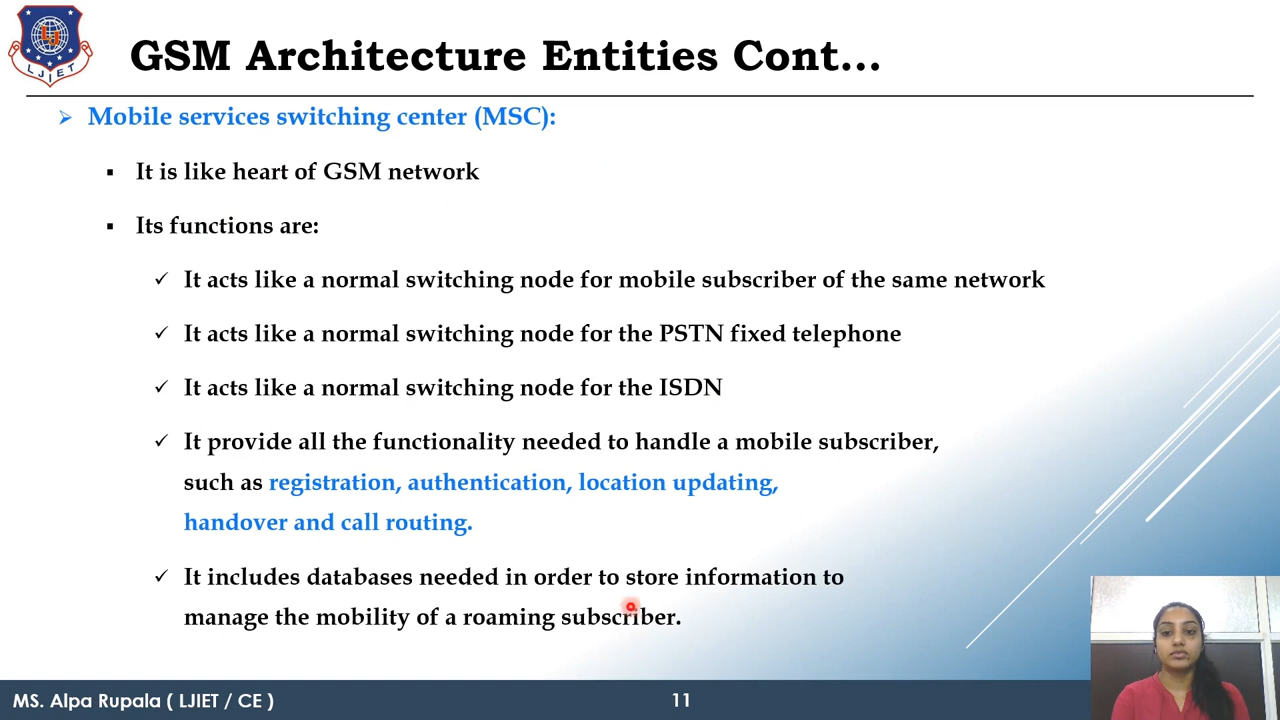 LJIET
GSM Architecture Entities Cont...
Mobile services switching center (MSC):
It is like heart of GSM network
Its functions are:
It acts like a normal switching node for mobile subscriber of the same network
It acts like a normal switching node for the PSTN fixed telephone
It acts like a normal switching node for the ISDN
It provide all the functionality needed to handle a mobile subscriber,
such as registration, authentication, location updating,
handover and call routing.
It includes databases needed in order to store information to
manage the mobility of a roaming subscriber.
MS. Alpa Rupala ( LJIET / CE )
11